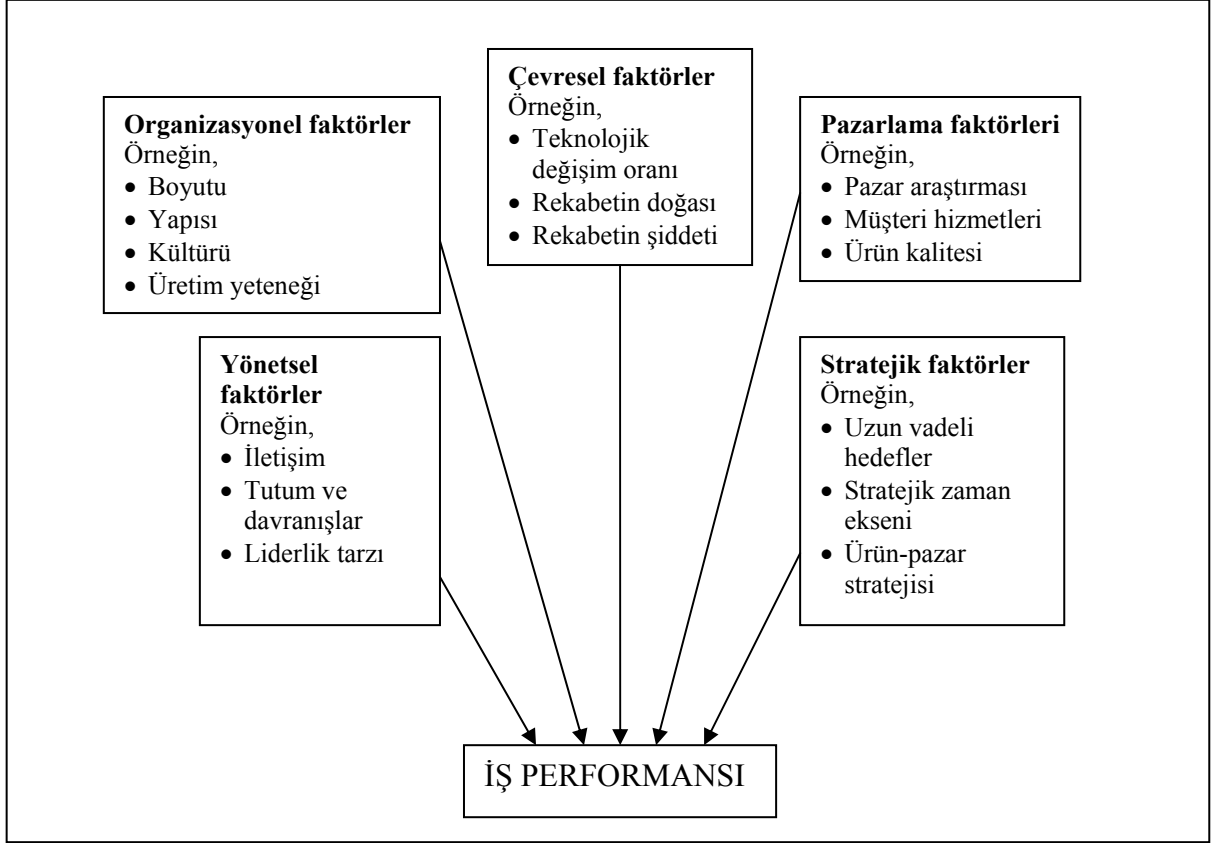 Organizasyonel faktörler
Örneğin,
• Boyutu
• Yapısı
• Kültürü
• Üretim yeteneği
Çevresel faktörler
Örneğin,
• Teknolojik
değişim oranı
• Rekabetin doğası
• Rekabetin şiddeti
Pazarlama faktörleri
Örneğin,
• Pazar araştırması
• Müşteri hizmetleri
• Ürün kalitesi
Yönetsel
faktörler
Örneğin,
• İletişim
• Tutum ve
davranışlar
• Liderlik tarzı
Stratejik faktörler
Örneğin,
• Uzun vadeli
hedefler
• Stratejik zaman
ekseni
• Ürün-pazar
stratejisi
İŞ PERFORMANSI